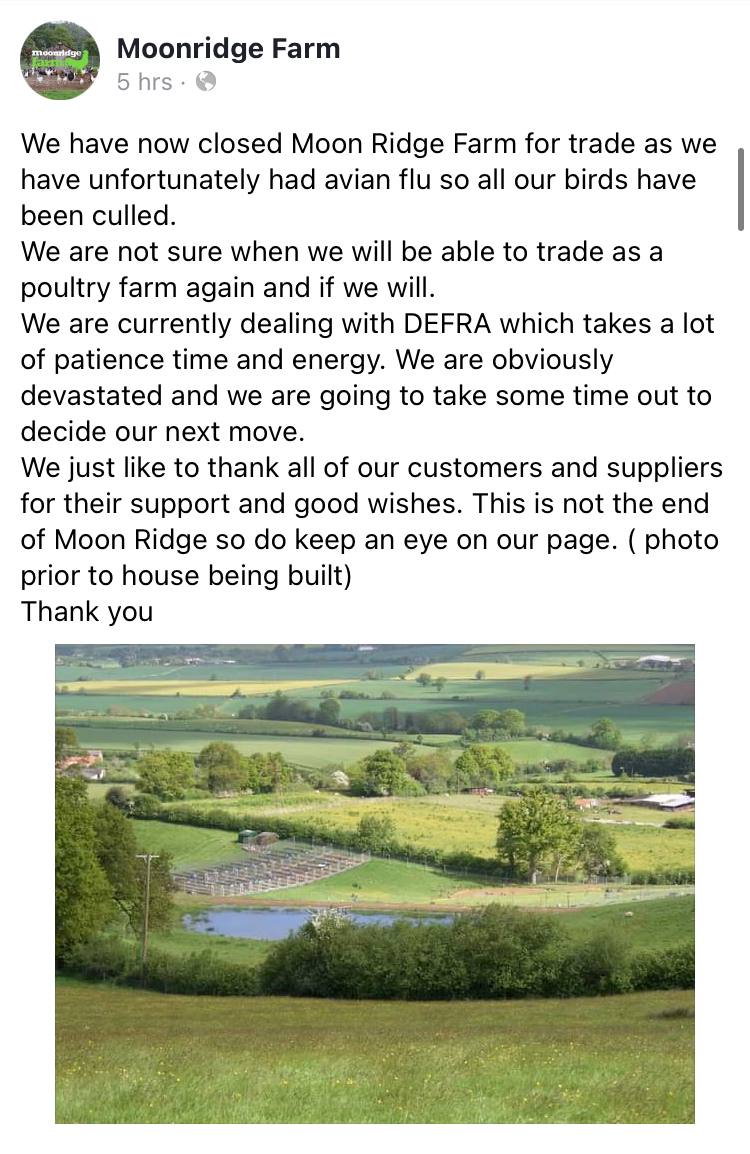 moonridge
farm
Moonridge Farm
5 hrs ·
We have now closed Moon Ridge Farm for trade as we
have unfortunately had avian flu so all our birds have
been culled.
We are not sure when we will be able to trade as a
poultry farm again and if we will.
We are currently dealing with DEFRA which takes a lot
of patience time and energy. We are obviously
devastated and we are going to take some time out to
decide our next move.
We just like to thank all of our customers and suppliers
for their support and good wishes. This is not the end
of Moon Ridge so do keep an eye on our page. ( photo
prior to house being built)
Thank you